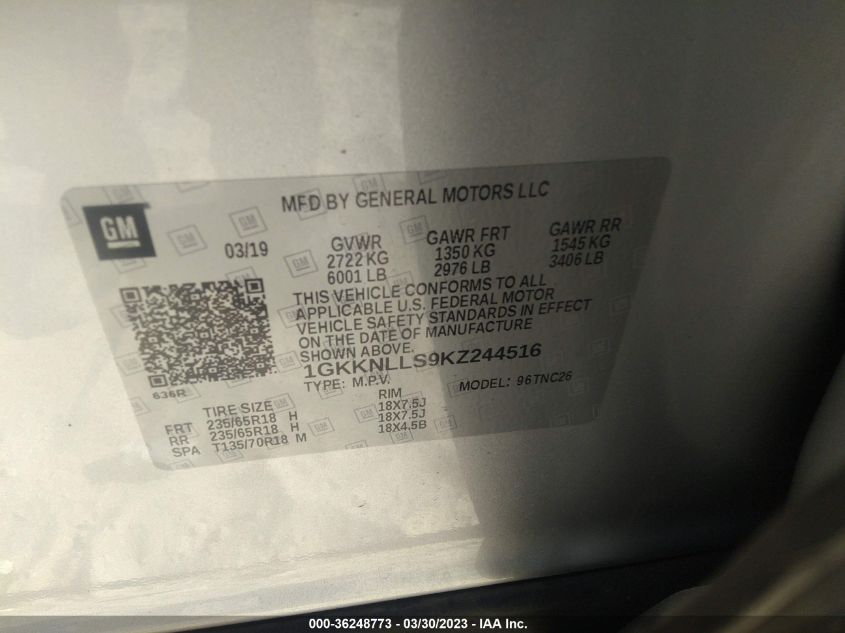 GM
MFD BY GENERAL MOTORS LLC
03/19
GVWR GAWR FRT GAWR RR
2722 KG 1350 KG 1545 KG
6001 LB 2976 LB 3406 LB
THIS VEHICLE CONFORMS TO ALL
APPLICABLE U.S. FEDERAL MOTOR
VEHICLE SAFETY STANDARDS IN EFFECT
ON THE DATE OF MANUFACTURE
SHOWN ABOVE.
1GKKNLLS9KZ244516
TYPE: M.P.V. MODEL: 96TNC26
636R
TIRE SIZE RIM
FRT 235/65R18 H 18X7.5J
RR 235/65R18 H 18X7.5J
SPA T135/70R18 M 18X4.5B
000-36248773 - 03/30/2023 - IAA Inc.